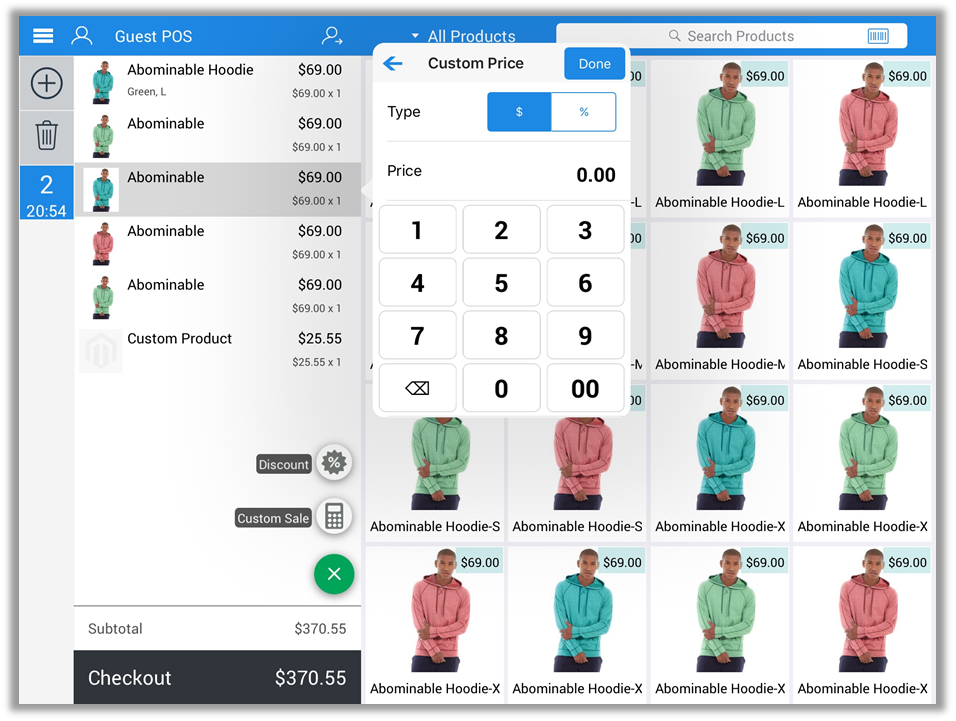 Guest POS
All Products
Search Products
2
20:54
Abominable Hoodie $69.00
Green, L $69.00 x 1
Abominable $69.00
$69.00 x 1
Abominable $69.00
$69.00 x 1
Abominable $69.00
$69.00 x 1
Abominable $69.00
$69.00 x 1
Custom Product $25.55
$25.55 x 1
Discount
%
Custom Sale
Subtotal $370.55
Checkout $370.55
Custom Price
Done
Type $ %
Price 0.00
1 2 3
4 5 6
7 8 9
0 00
$69.00 $69.00
-L Abominable Hoodie-L Abominable Hoodie-L
00 $69.00 $69.00
-M Abominable Hoodie-M Abominable Hoodie-S
00 $69.00 $69.00
Abominable Hoodie-S Abominable Hoodie-S Abominable Hoodie-X Abominable Hoodie-X
$69.00 $69.00 $69.00 $69.00
Abominable Hoodie-X Abominable Hoodie-X Abominable Hoodie-X Abominable Hoodie-X